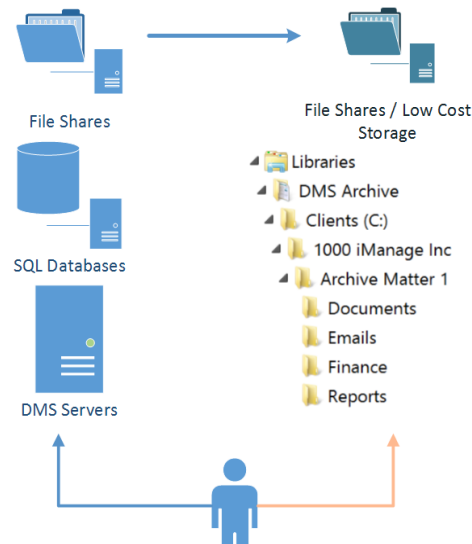 File Shares
File Shares / Low Cost
Storage
SQL Databases
DMS Servers
Libraries
DMS Archive
Clients (C:)
1000 iManage Inc
Archive Matter 1
Documents
Emails
Finance
Reports